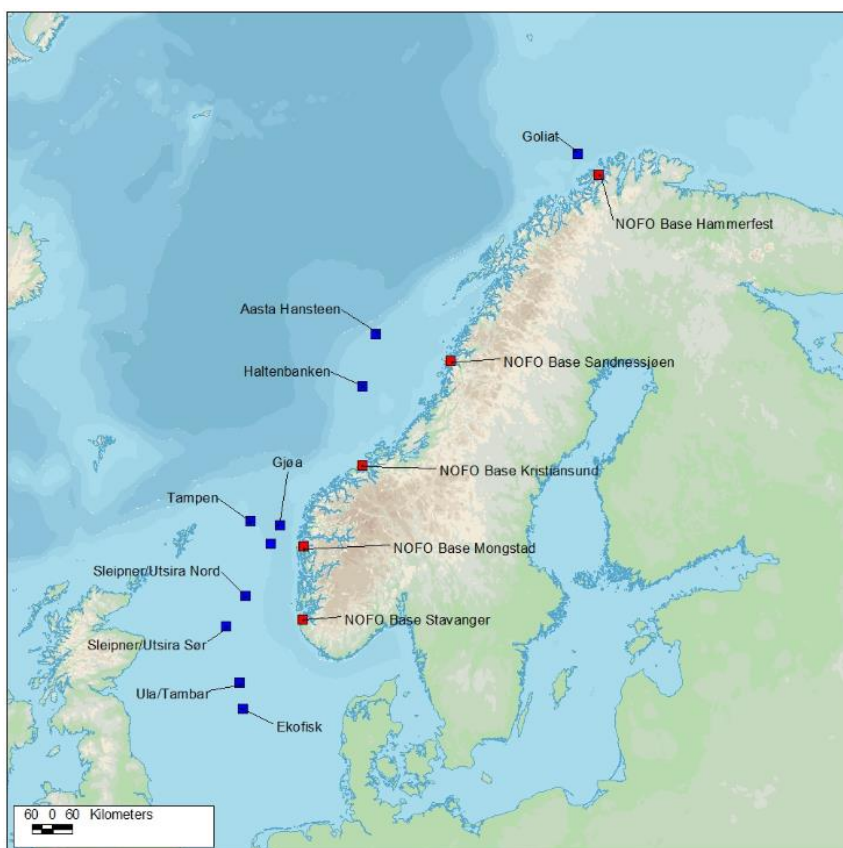 Goliat
NOFO Base Hammerfest
Aasta Hansteen
NOFO Base Sandnessjøen
Haltenbanken
Gjøa
NOFO Base Kristiansund
Tampen
NOFO Base Mongstad
Sleipner/Utsira Nord
NOFO Base Stavanger
Sleipner/Utsira Sør
Ula/Tambar
Ekofisk
60 0 60 Kilometers